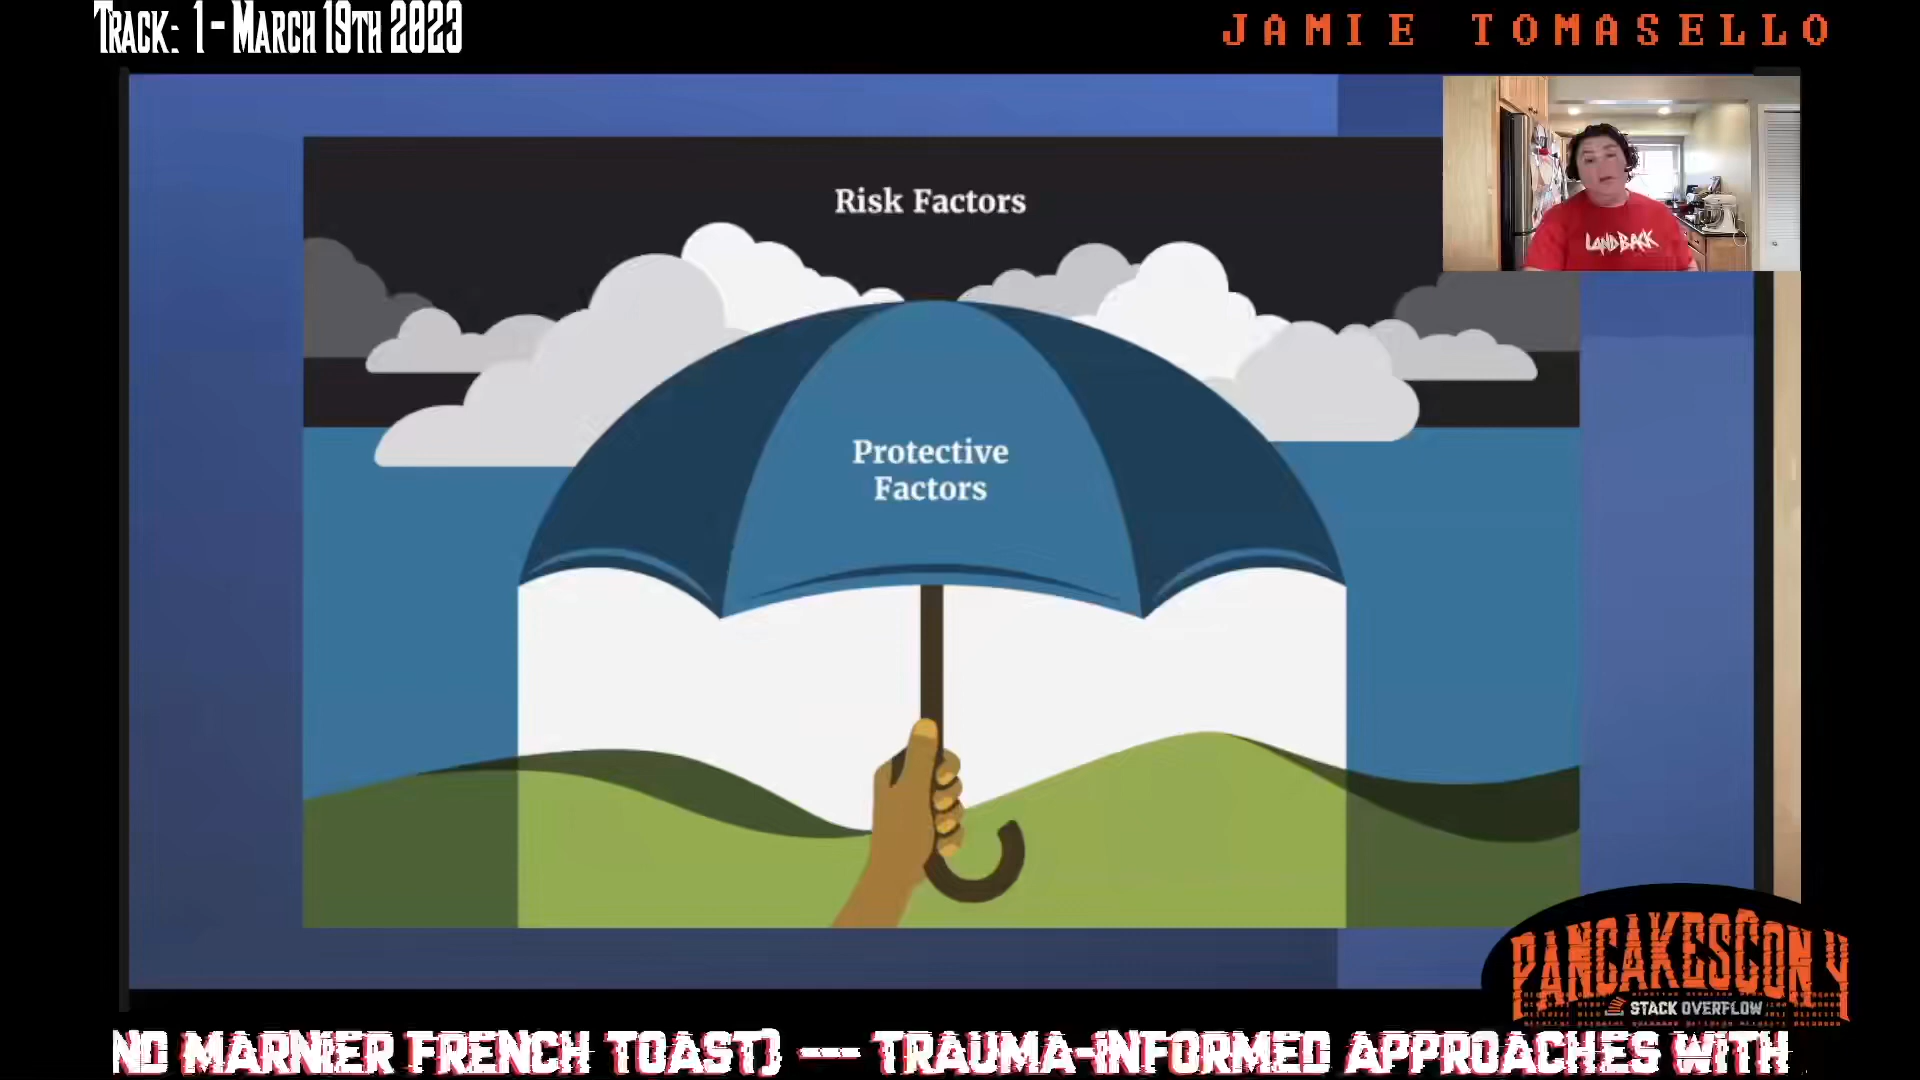 TRACK: 1 - MARCH 19TH 2023
JAMIE TOMASELLO
Risk Factors
LAND BACK
Protective
Factors
PANCAKESCON 4
STACK OVERFLOW
ND MARNIER FRENCH TOAST) --- TRAUMA-INFORMED APPROACHES WITH